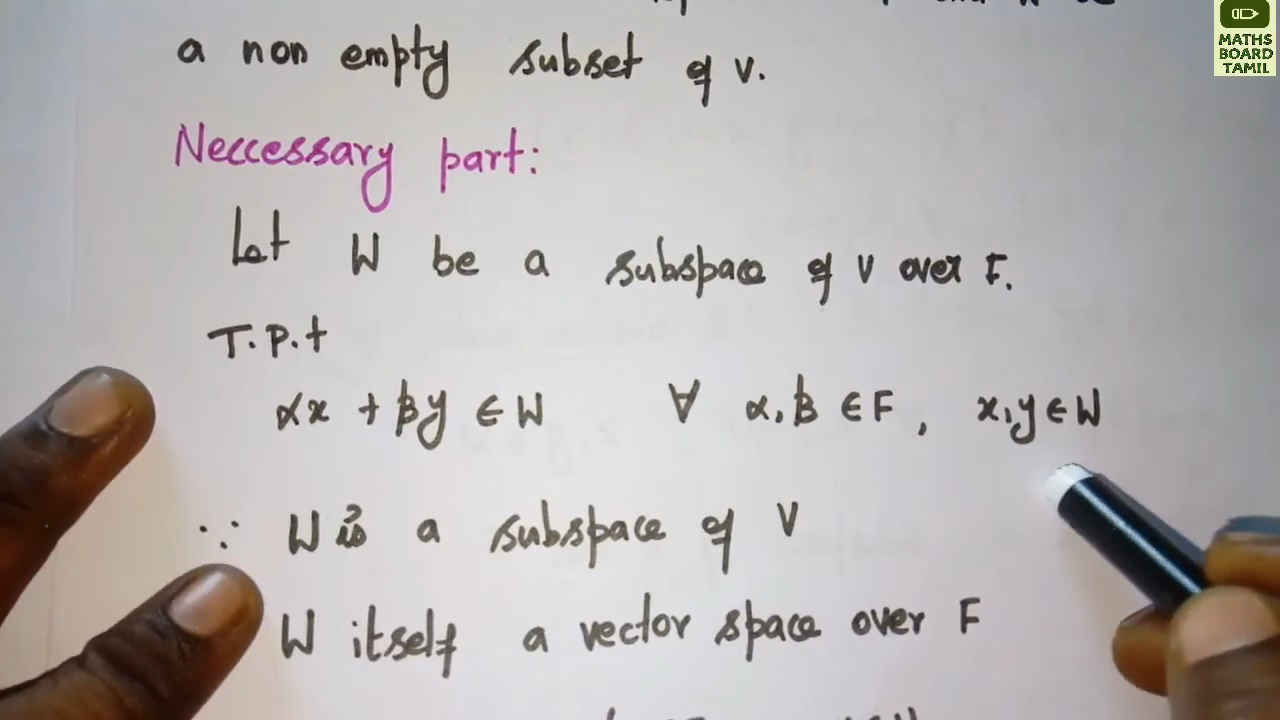 a non empty subset of V.
Neccessary part:
Let W be a subspace of V over F.
T.P.t
αx + βy ∈ W ∀ α, β ∈ F, x, y ∈ W
∵ W is a subspace of V
W itself a vector space over F
MATHS
BOARD
TAMIL